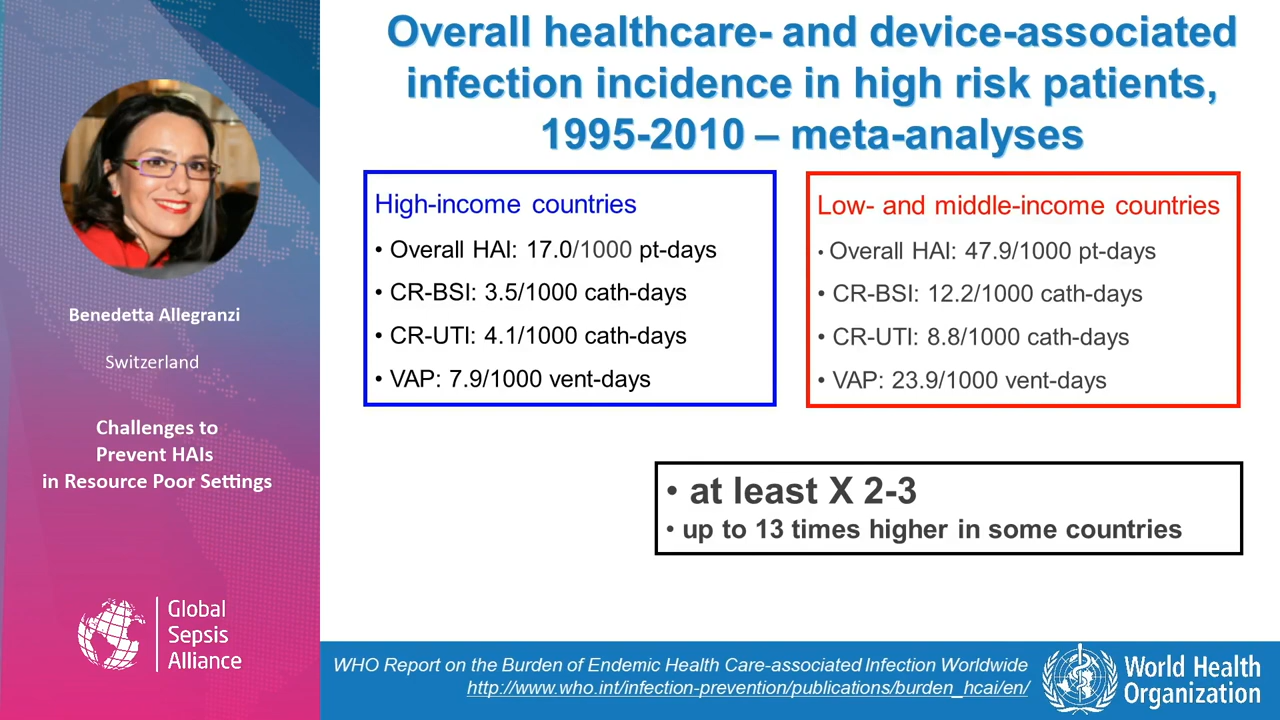 Overall healthcare- and device-associated
infection incidence in high risk patients,
1995-2010 – meta-analyses
High-income countries
• Overall HAI: 17.0/1000 pt-days
• CR-BSI: 3.5/1000 cath-days
• CR-UTI: 4.1/1000 cath-days
• VAP: 7.9/1000 vent-days
Low- and middle-income countries
• Overall HAI: 47.9/1000 pt-days
• CR-BSI: 12.2/1000 cath-days
• CR-UTI: 8.8/1000 cath-days
• VAP: 23.9/1000 vent-days
• at least X 2-3
• up to 13 times higher in some countries
Benedetta Allegranzi
Switzerland
Challenges to
Prevent HAIs
in Resource Poor Settings
Global
Sepsis
Alliance
WHO Report on the Burden of Endemic Health Care-associated Infection Worldwide
http://www.who.int/infection-prevention/publications/burden_hcai/en/
World Health
Organization